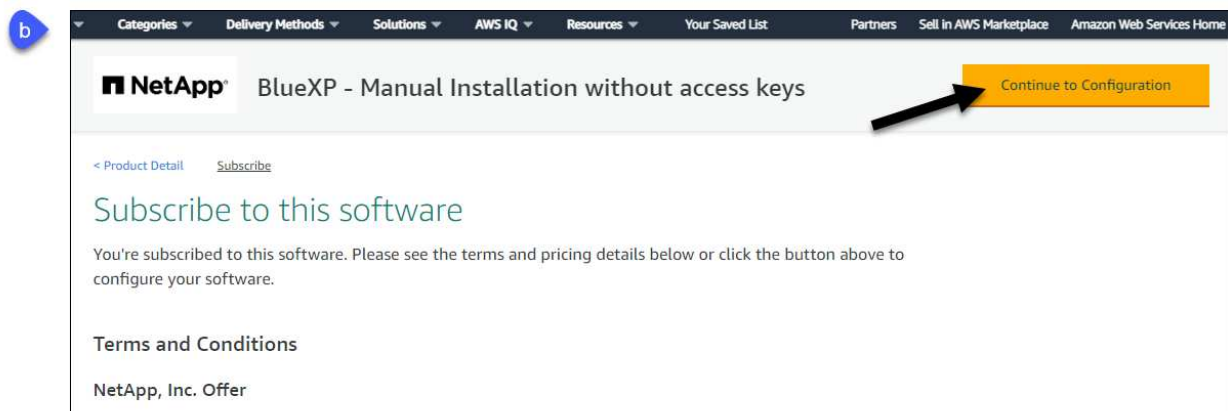 b
Categories Delivery Methods Solutions AWS IQ Resources Your Saved List Partners Sell in AWS Marketplace Amazon Web Services Home
NetApp BlueXP - Manual Installation without access keys Continue to Configuration
< Product Detail Subscribe
Subscribe to this software
You're subscribed to this software. Please see the terms and pricing details below or click the button above to
configure your software.
Terms and Conditions
NetApp, Inc. Offer